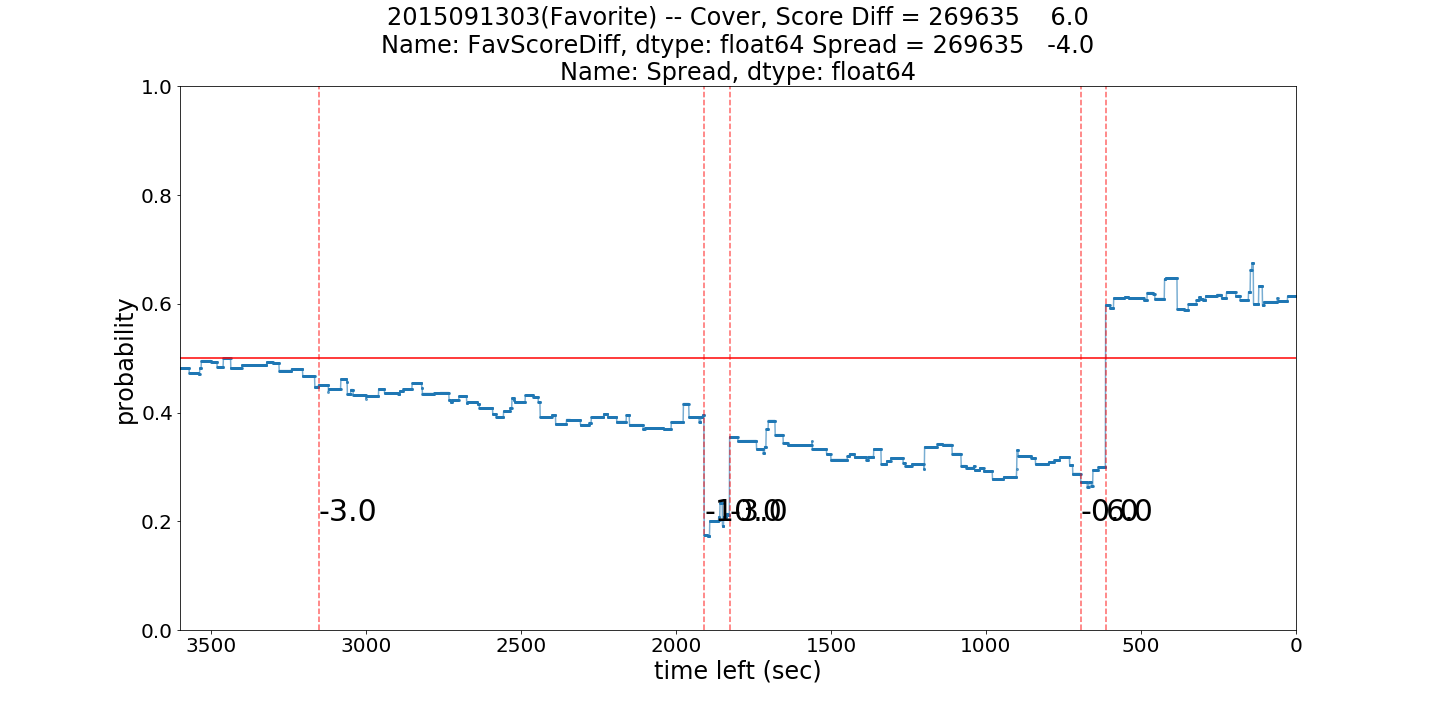 2015091303(Favorite) -- Cover, Score Diff = 269635    6.0
Name: FavScoreDiff, dtype: float64 Spread = 269635   -4.0
Name: Spread, dtype: float64
1.0
0.8
0.6
0.4
0.2
0.0
probability
-3.0
-10.0
-3.0
-0.0
6.0
3500 3000 2500 2000 1500 1000 500 0
time left (sec)